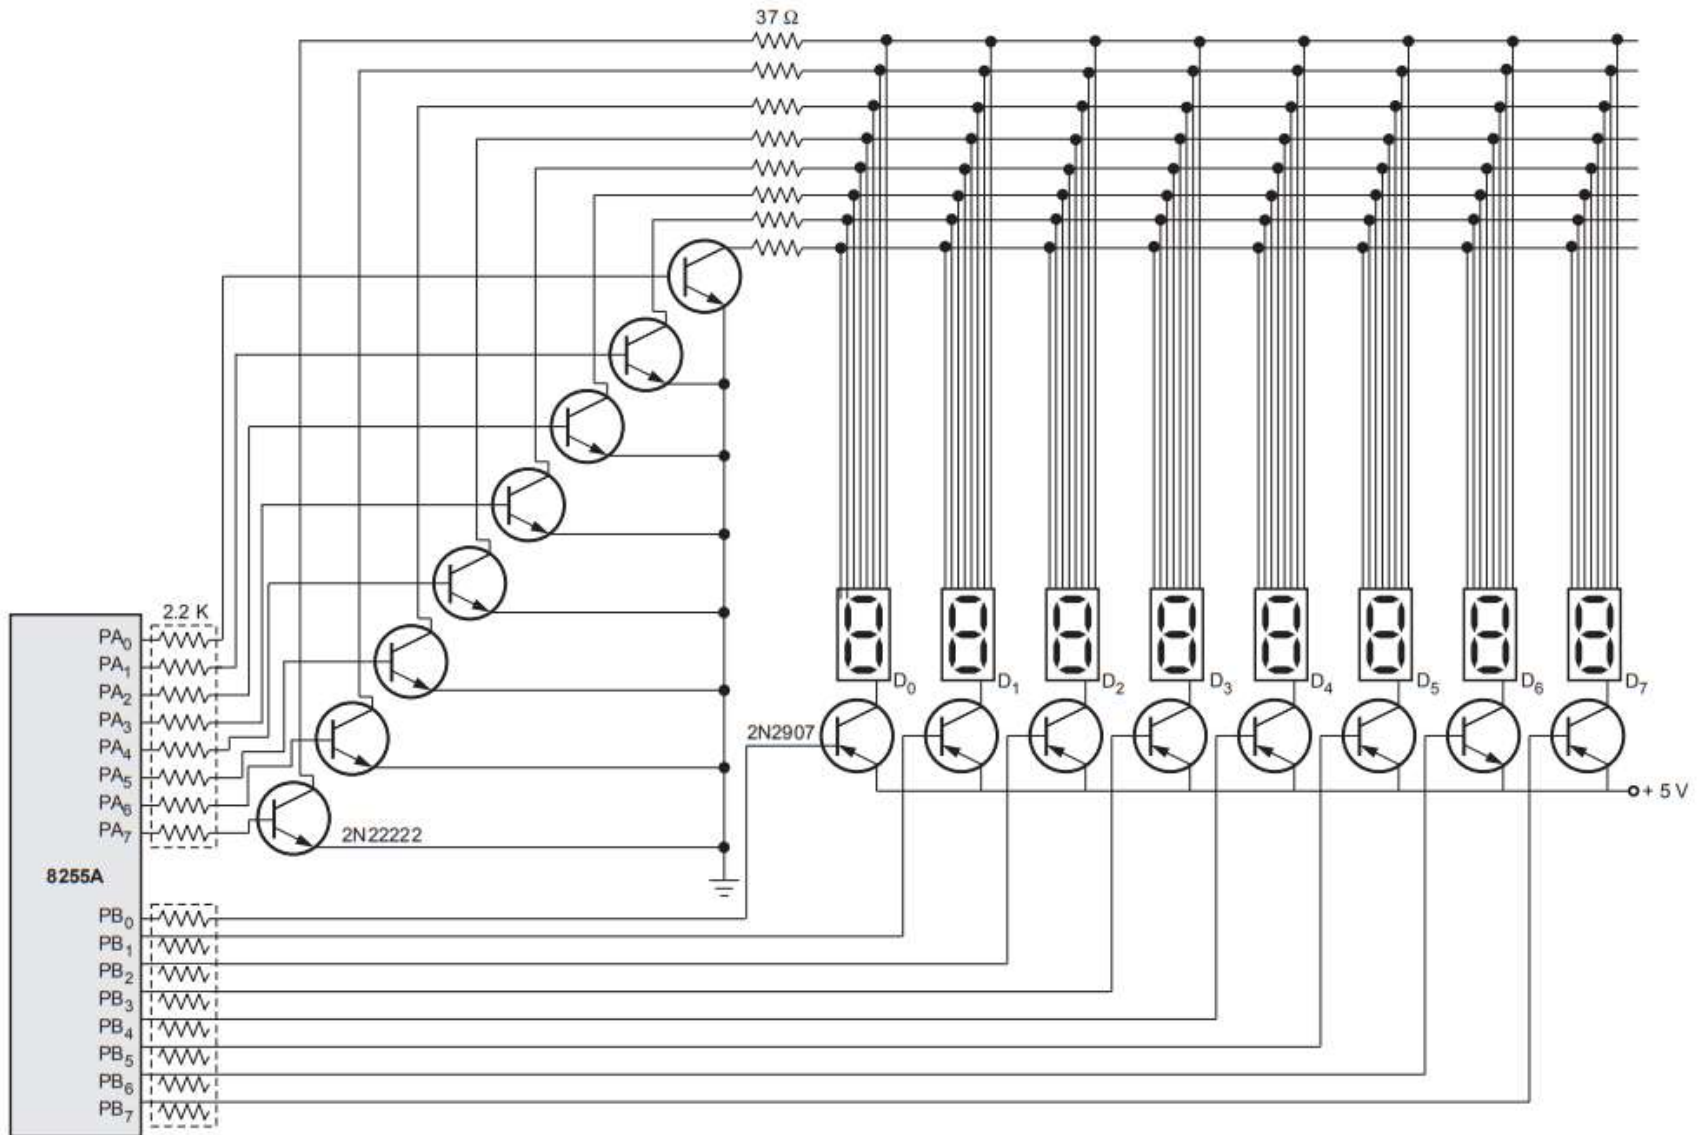 37 Ω
2.2 K
PA0
PA1
PA2
PA3
PA4
PA5
PA6
PA7
2N22222
8255A
PB0
PB1
PB2
PB3
PB4
PB5
PB6
PB7
D0 D1 D2 D3 D4 D5 D6 D7
2N2907
+ 5 V